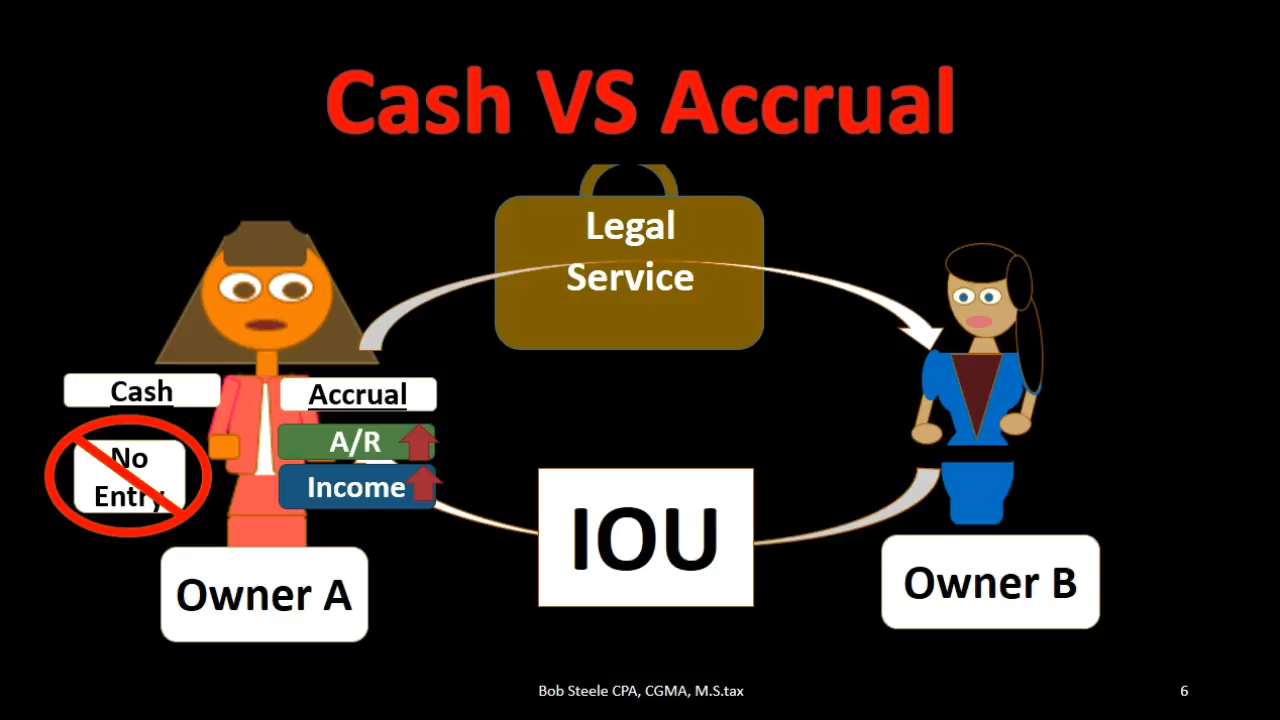 Cash VS Accrual
Legal
Service
Cash
Accrual
No
Entry
A/R
Income
IOU
Owner A
Owner B
Bob Steele CPA, CGMA, M.S.tax
6